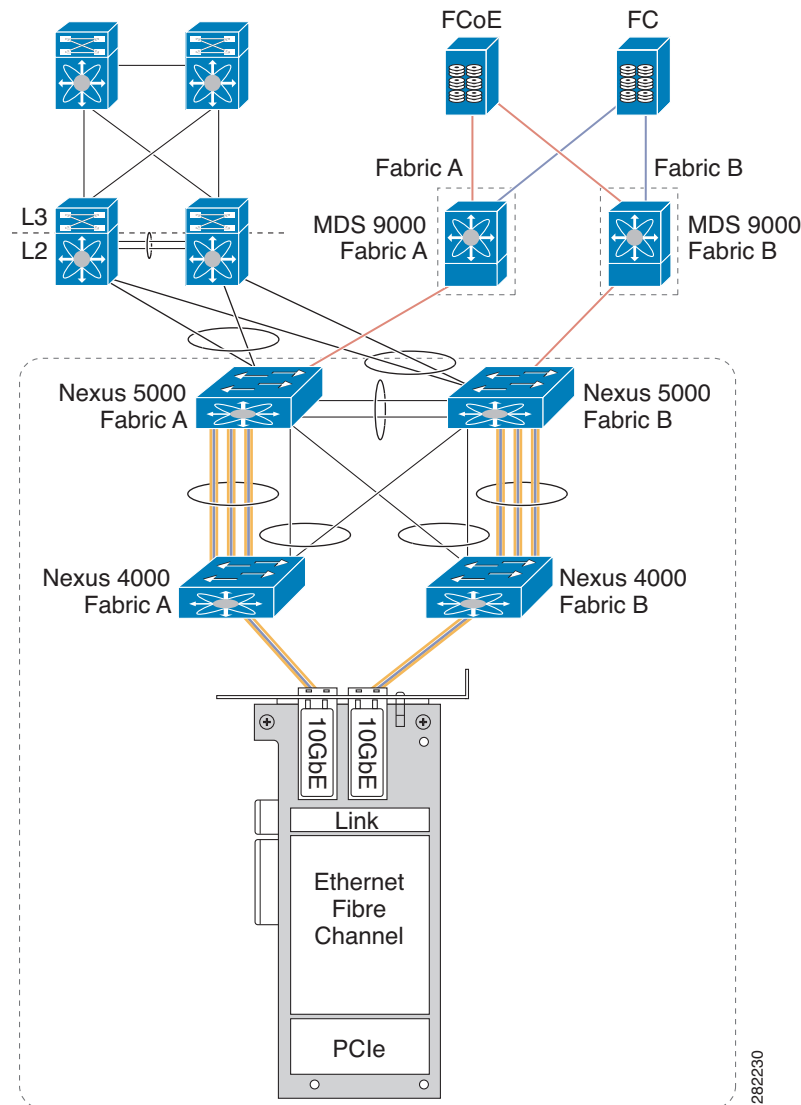 FCoE
FC
Fabric A
Fabric B
L3
L2
MDS 9000
Fabric A
MDS 9000
Fabric B
Nexus 5000
Fabric A
Nexus 5000
Fabric B
Nexus 4000
Fabric A
Nexus 4000
Fabric B
10GbE
10GbE
Link
Ethernet
Fibre
Channel
PCIe
282230